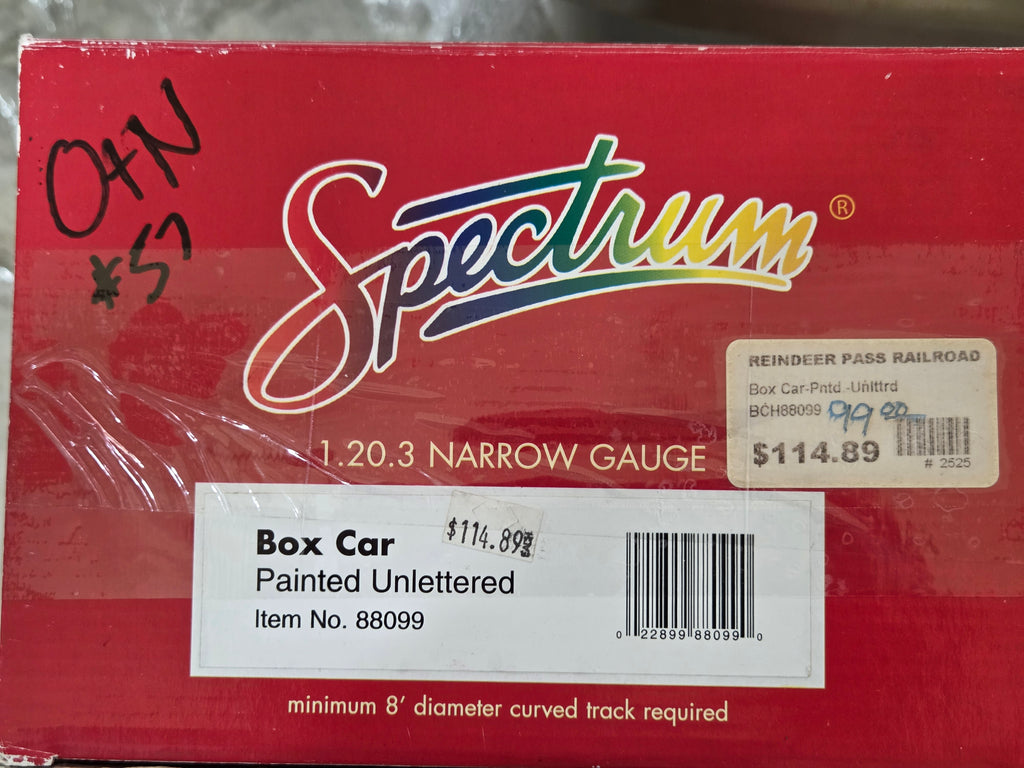 O+N
*57
Spectrum®
REINDEER PASS RAILROAD
Box Car-Pntd.-Unlttrd
BCH88099 99 00
$114.89
# 2525
1.20.3 NARROW GAUGE
$114.89
Box Car
Painted Unlettered
Item No. 88099
0 22899 88099 0
minimum 8' diameter curved track required